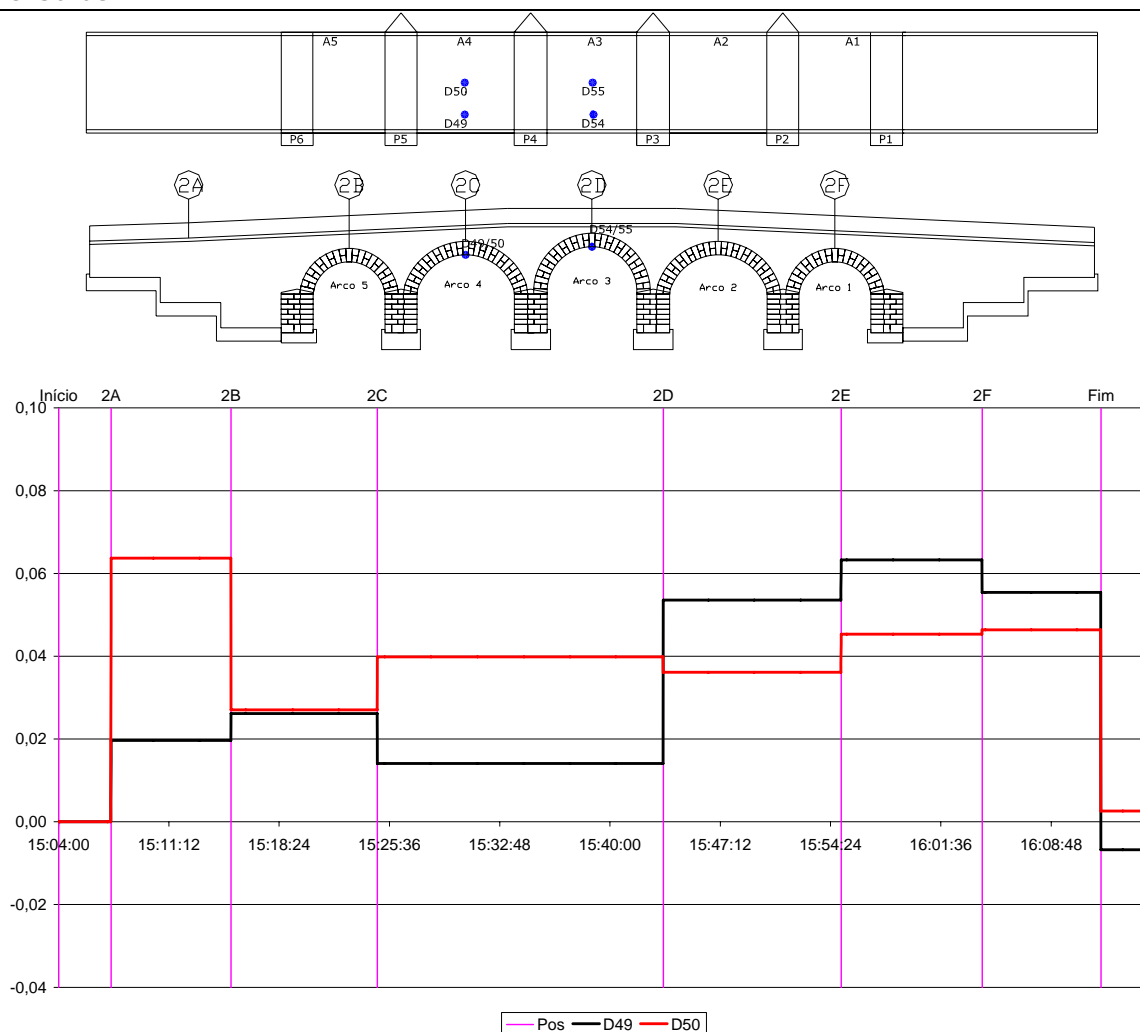 A5 A4 A3 A2 A1
D50 D55
D49 D54
P6 P5 P4 P3 P2 P1
2A 2B 2C 2D 2E 2F
D49/50 D54/55
Arco 5 Arco 4 Arco 3 Arco 2 Arco 1
Início 2A 2B 2C 2D 2E 2F Fim
0,10
0,08
0,06
0,04
0,02
0,00
15:04:00 15:11:12 15:18:24 15:25:36 15:32:48 15:40:00 15:47:12 15:54:24 16:01:36 16:08:48
-0,02
-0,04
Pos D49 D50